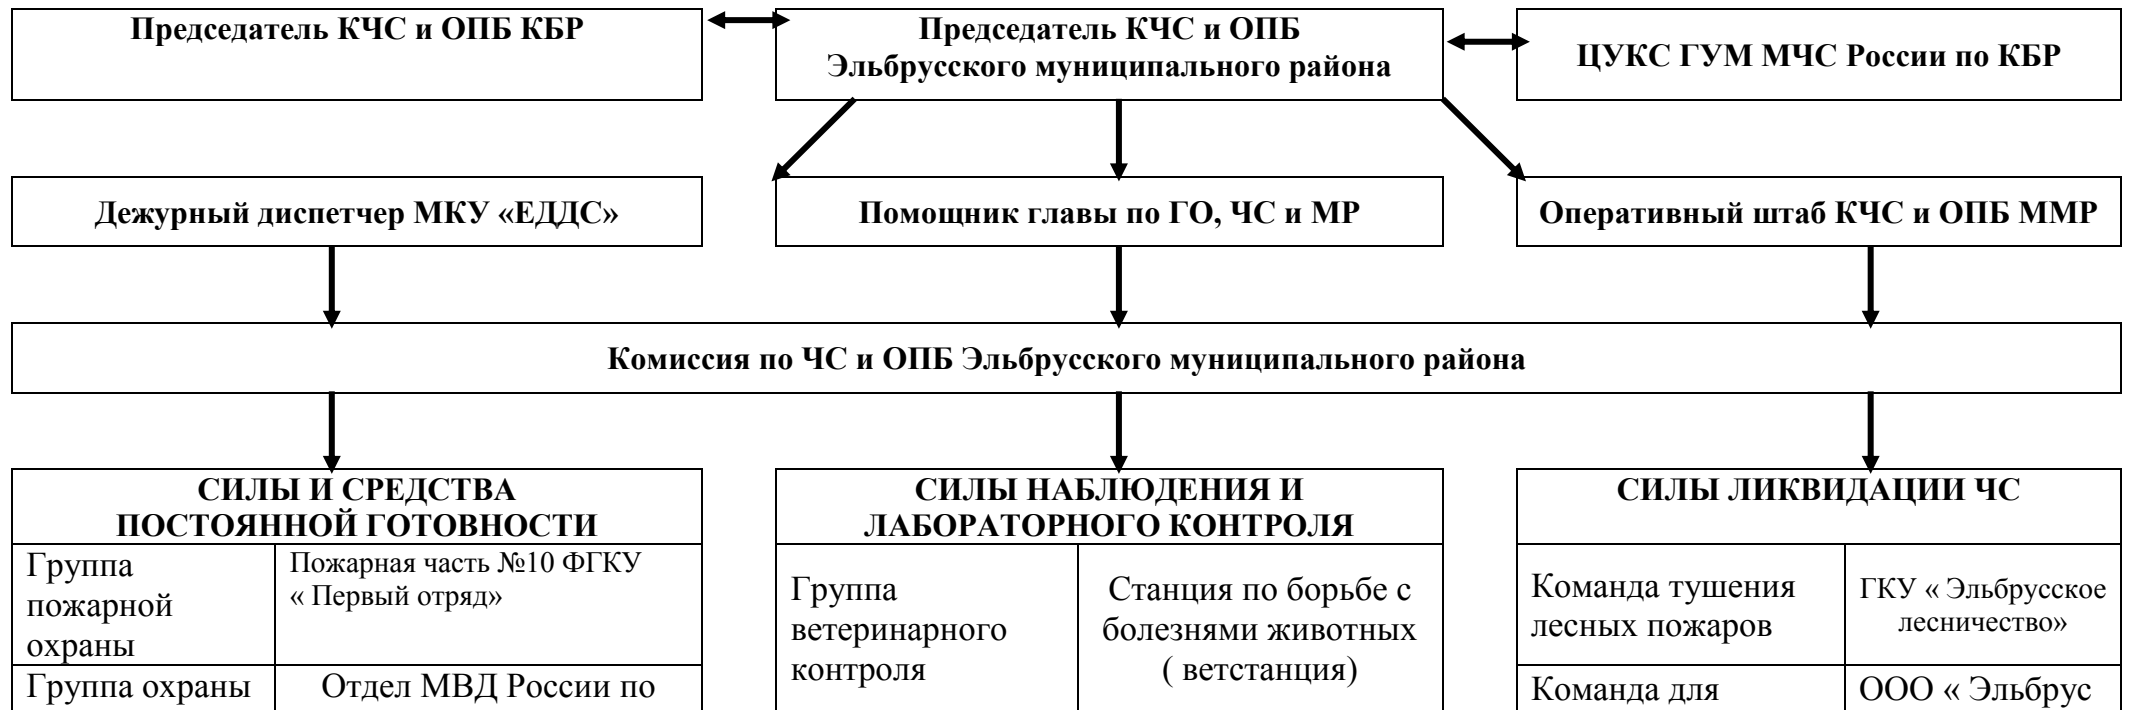 Председатель КЧС и ОПБ КБР
Председатель КЧС и ОПБ
Эльбрусского муниципального района
ЦУКС ГУМ МЧС России по КБР
Дежурный диспетчер МКУ «ЕДДС»
Помощник главы по ГО, ЧС и МР
Оперативный штаб КЧС и ОПБ ММР
Комиссия по ЧС и ОПБ Эльбрусского муниципального района
СИЛЫ И СРЕДСТВА
ПОСТОЯННОЙ ГОТОВНОСТИ
Группа
пожарной
охраны
Пожарная часть №10 ФГКУ
« Первый отряд»
Группа охраны
Отдел МВД России по
СИЛЫ НАБЛЮДЕНИЯ И
ЛАБОРАТОРНОГО КОНТРОЛЯ
Группа
ветеринарного
контроля
Станция по борьбе с
болезнями животных
( ветстанция)
СИЛЫ ЛИКВИДАЦИИ ЧС
Команда тушения
лесных пожаров
ГКУ « Эльбрусское
лесничество»
Команда для
ООО « Эльбрус